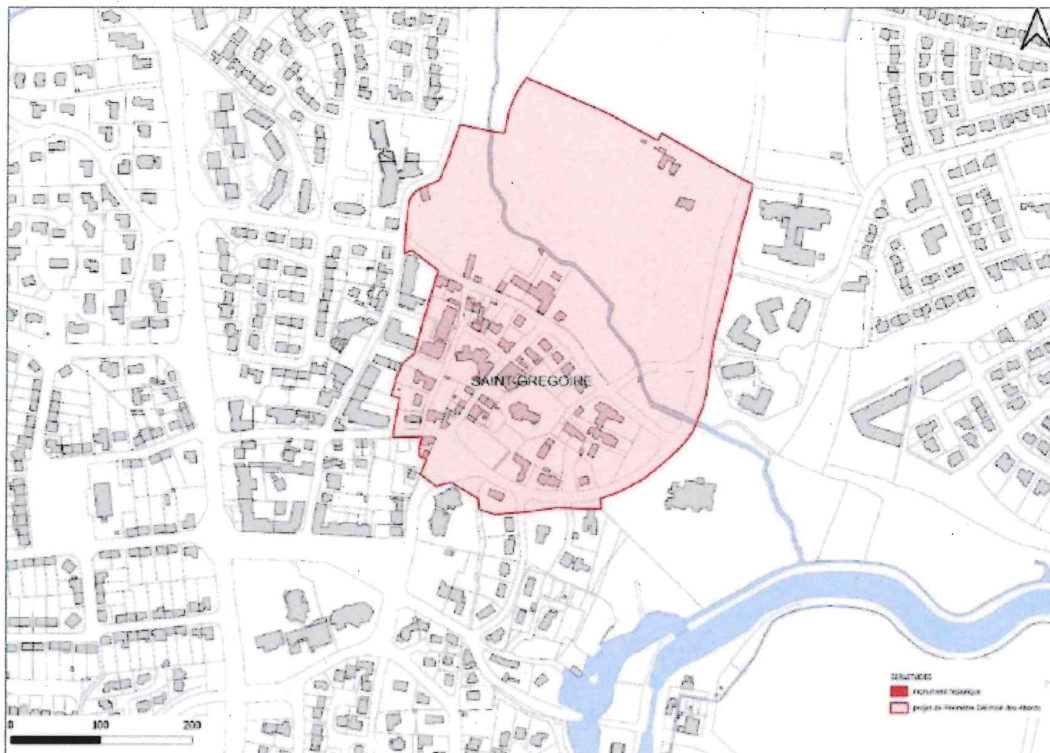 SAINT-GREGOIRE
SERVITUDES
monument historique
projet de Périmètre Délimité des Abords
0 100 200